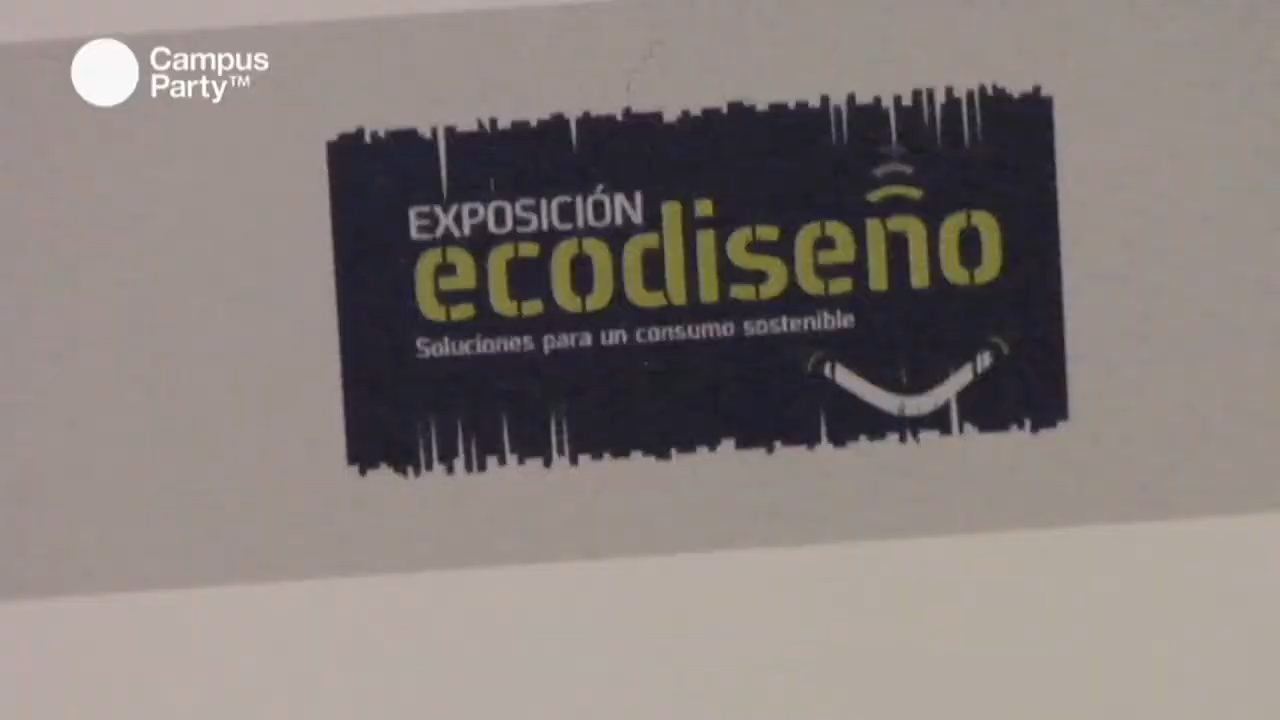 Campus
Party™
EXPOSICIÓN
ecodiseño
Soluciones para un consumo sostenible